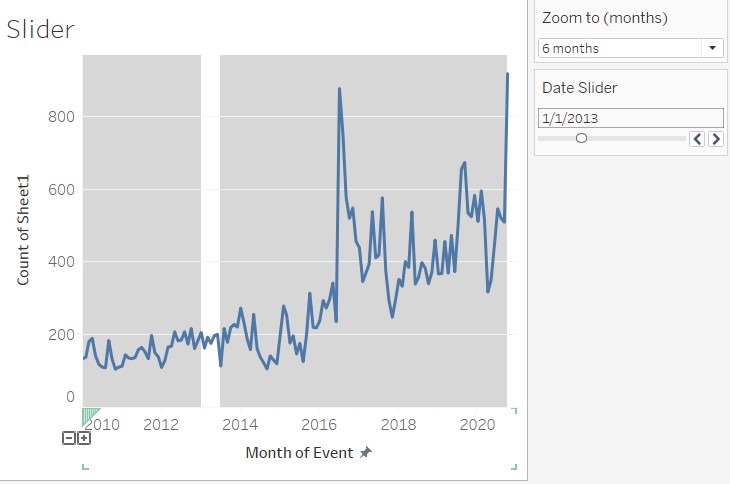 Slider
Count of Sheet1
800
600
400
200
0
2010 2012 2014 2016 2018 2020
Month of Event
Zoom to (months)
6 months
Date Slider
1/1/2013